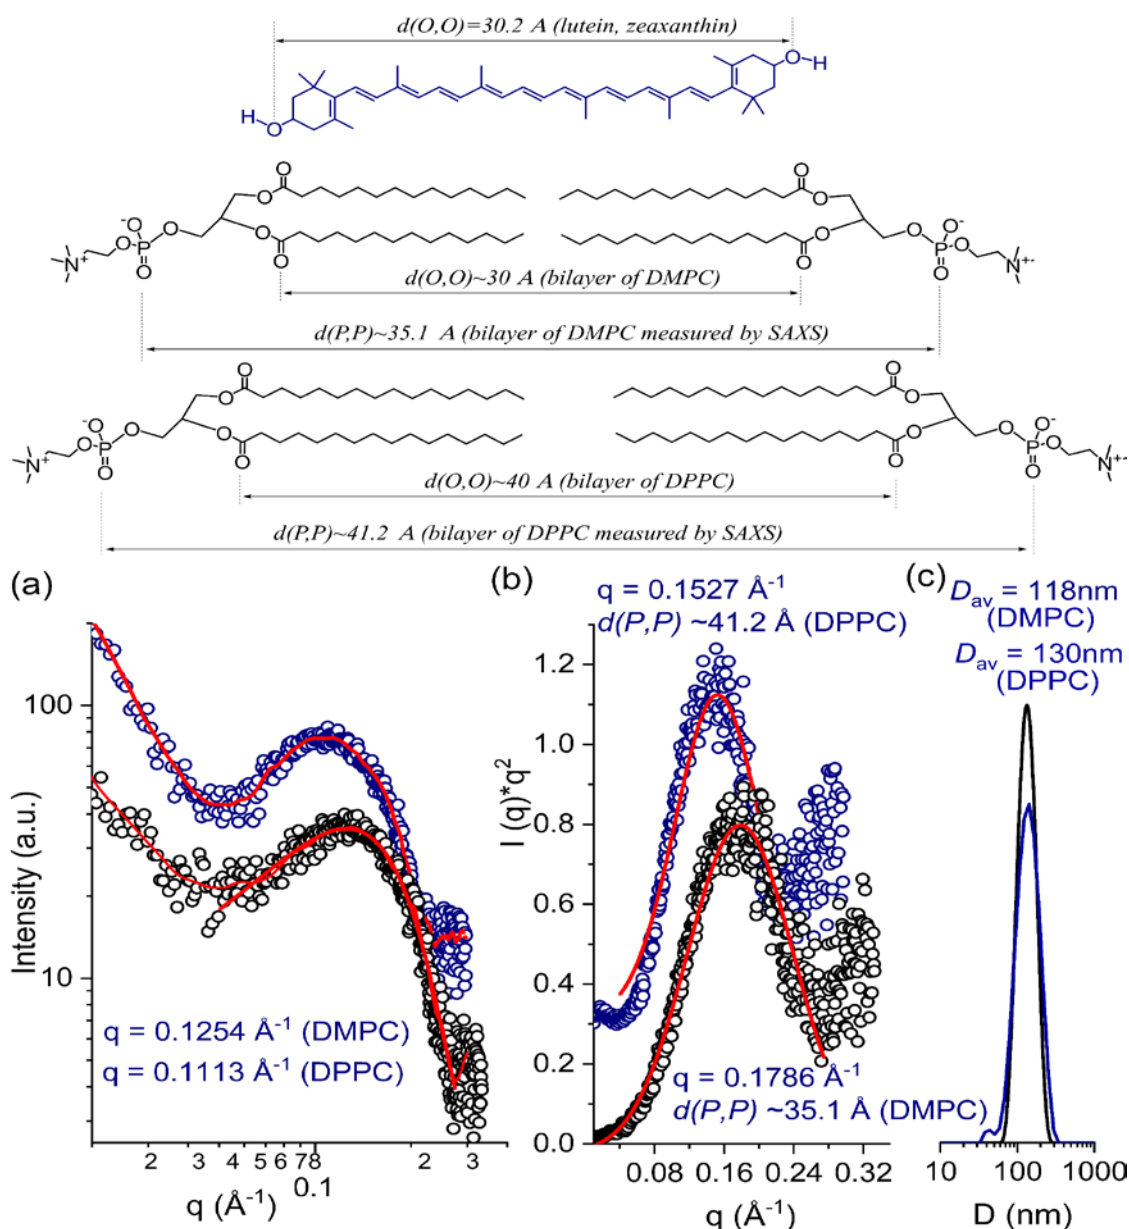 d(O,O)=30.2 A (lutein, zeaxanthin)
O H
H O
O O
O O
O⁻ O O⁻
O P O O O P O
N⁺ O O O O N⁺
d(O,O)~30 A (bilayer of DMPC)
d(P,P)~35.1 A (bilayer of DMPC measured by SAXS)
O O
O O
O⁻ O O⁻
O P O O O P O
N⁺ O O O O N⁺
d(O,O)~40 A (bilayer of DPPC)
d(P,P)~41.2 A (bilayer of DPPC measured by SAXS)
(a)
100
10
Intensity (a.u.)
q = 0.1254 Å⁻¹ (DMPC)
q = 0.1113 Å⁻¹ (DPPC)
2 3 4 5 6 78 2 3
0.1
q (Å⁻¹)
(b)
q = 0.1527 Å⁻¹
d(P,P) ~41.2 Å (DPPC)
1.2
1.0
0.8
0.6
0.4
0.2
0.0
I (q)*q²
q = 0.1786 Å⁻¹
d(P,P) ~35.1 Å (DMPC)
0.08 0.16 0.24 0.32
q (Å⁻¹)
(c)
Dav = 118nm
(DMPC)
Dav = 130nm
(DPPC)
10 100 1000
D (nm)